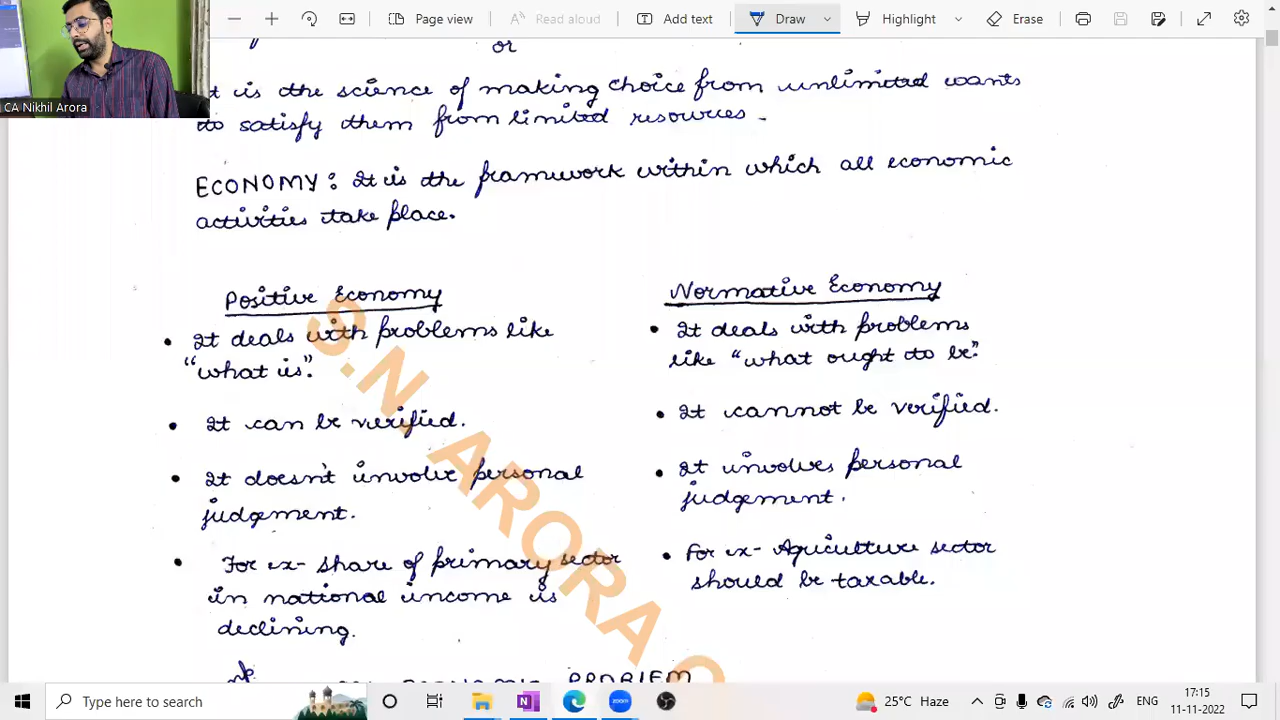 Page view
Read aloud
Add text
Draw
Highlight
Erase
CA Nikhil Arora
or
It is the science of making choice from unlimited wants
to satisfy them from limited resources.
ECONOMY: It is the framework within which all economic
activities take place.
Positive Economy
It deals with problems like
"what is".
It can be verified.
It doesn't involve personal
judgement.
For ex- share of primary sector
in national income is
declining.
Normative Economy
It deals with problems
like "what ought to be"
It cannot be verified.
It involves personal
judgement.
For ex- Agriculture sector
should be taxable.
S.N. ARORA
ECONOMIC PROBLEM
Type here to search
zoom
25°C Haze
ENG
17:15
11-11-2022